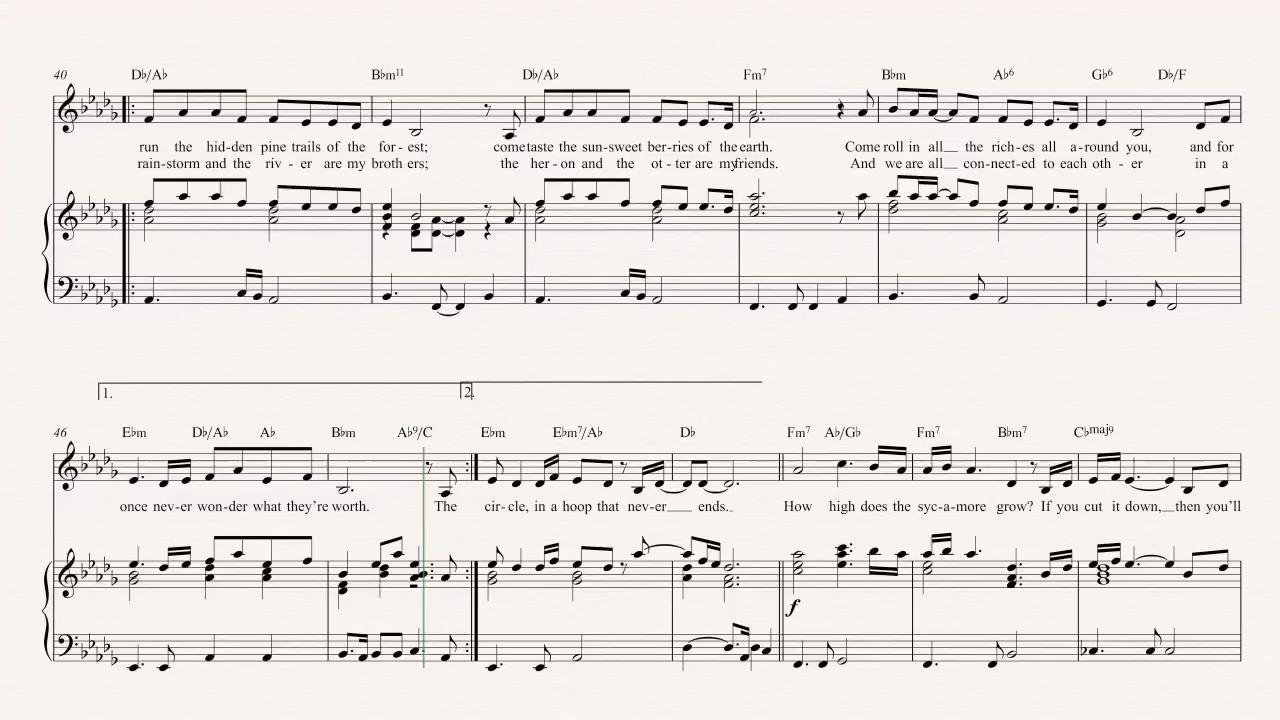 40 D♭/A♭ B♭m11 D♭/A♭ Fm7 B♭m A♭6 G♭6 D♭/F
run the hid-den pine trails of the for-est; come taste the sun-sweet ber-ries of the earth. Come roll in all__ the rich-es all a-round you, and for
rain-storm and the riv-er are my broth ers; the her-on and the ot-ter are my friends. And we are all__ con-nect-ed to each oth-er in a
1. 2.
46 E♭m D♭/A♭ A♭ B♭m A♭9/C E♭m E♭m7/A♭ D♭ Fm7 A♭/G♭ Fm7 B♭m7 C♭maj9
once nev-er won-der what they're worth. The cir-cle, in a hoop that nev-er__ ends._ How high does the syc-a-more grow? If you cut it down,__ then you'll
f